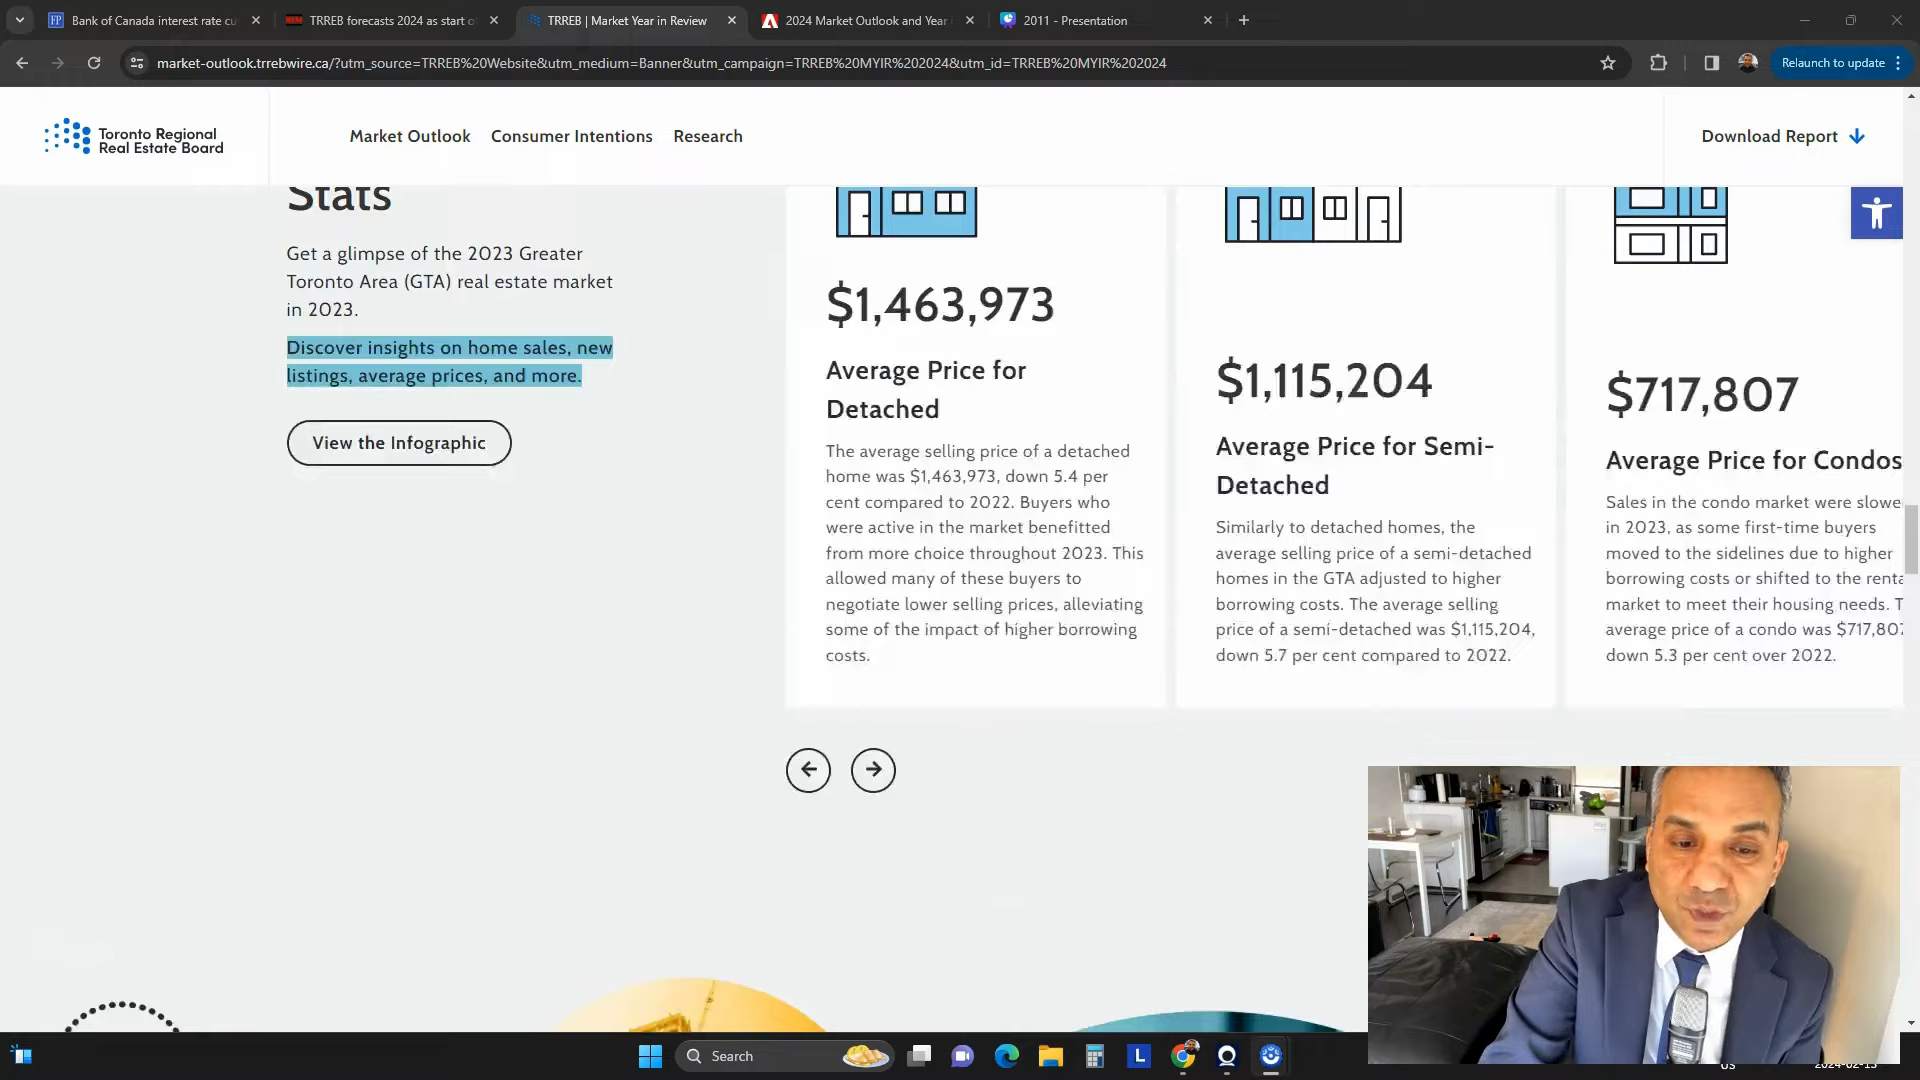 Bank of Canada interest rate cu
TRREB forecasts 2024 as start o
TRREB | Market Year in Review
2024 Market Outlook and Year
2011 - Presentation
market-outlook.trrebwire.ca/?utm_source=TRREB%20Website&utm_medium=Banner&utm_campaign=TRREB%20MYIR%202024&utm_id=TRREB%20MYIR%202024
Relaunch to update
Toronto Regional
Real Estate Board
Market Outlook
Consumer Intentions
Research
Download Report
Stats
Get a glimpse of the 2023 Greater
Toronto Area (GTA) real estate market
in 2023.
Discover insights on home sales, new
listings, average prices, and more.
View the Infographic
$1,463,973
Average Price for
Detached
The average selling price of a detached
home was $1,463,973, down 5.4 per
cent compared to 2022. Buyers who
were active in the market benefitted
from more choice throughout 2023. This
allowed many of these buyers to
negotiate lower selling prices, alleviating
some of the impact of higher borrowing
costs.
$1,115,204
Average Price for Semi-
Detached
Similarly to detached homes, the
average selling price of a semi-detached
homes in the GTA adjusted to higher
borrowing costs. The average selling
price of a semi-detached was $1,115,204,
down 5.7 per cent compared to 2022.
$717,807
Average Price for Condos
Sales in the condo market were slowe
in 2023, as some first-time buyers
moved to the sidelines due to higher
borrowing costs or shifted to the renta
market to meet their housing needs. T
average price of a condo was $717,807
down 5.3 per cent over 2022.
Search
L
US
2024-02-13